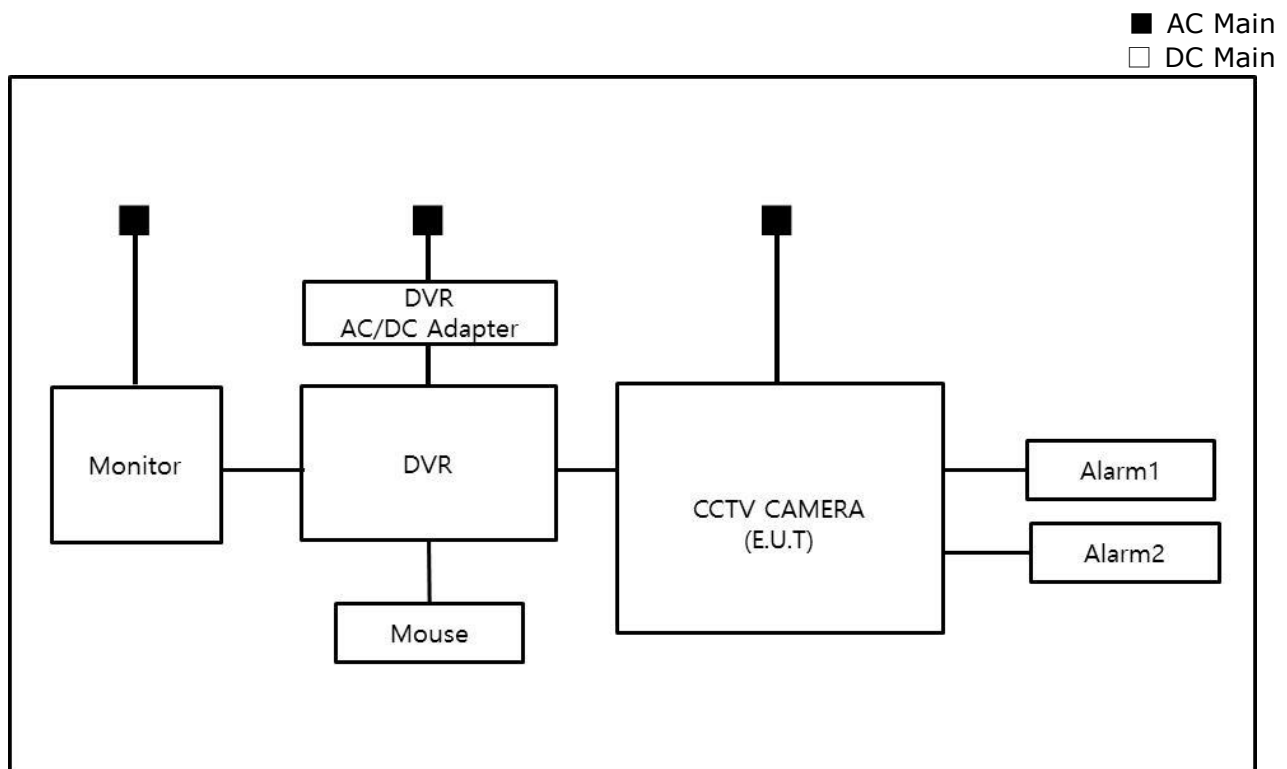 ■ AC Main
□ DC Main
DVR
AC/DC Adapter
Monitor
DVR
CCTV CAMERA
(E.U.T)
Alarm1
Alarm2
Mouse